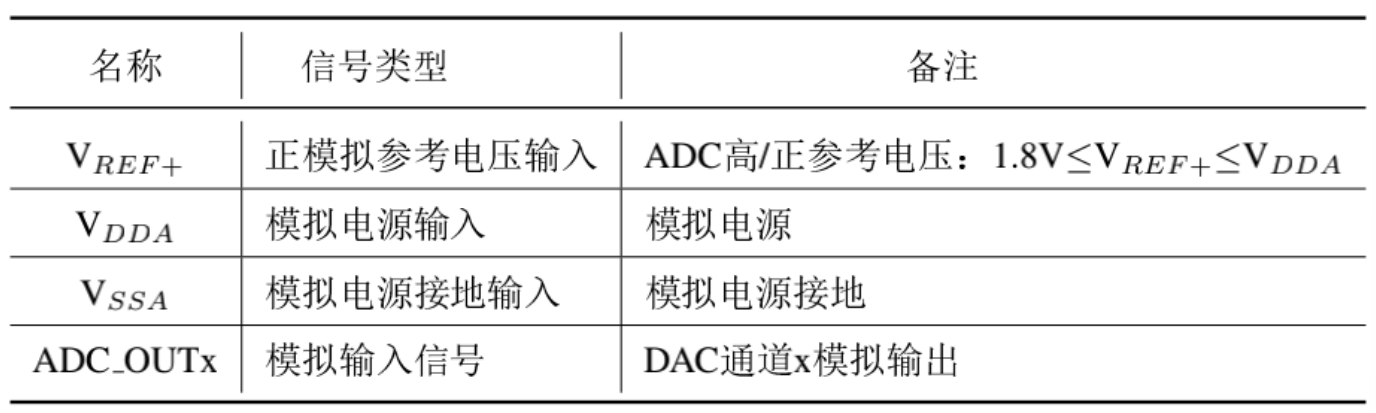 名称 信号类型 备注
V_{REF+} 正模拟参考电压输入 ADC高/正参考电压：1.8V≤V_{REF+}≤V_{DDA}
V_{DDA} 模拟电源输入 模拟电源
V_{SSA} 模拟电源接地输入 模拟电源接地
ADC_OUTx 模拟输入信号 DAC通道x模拟输出